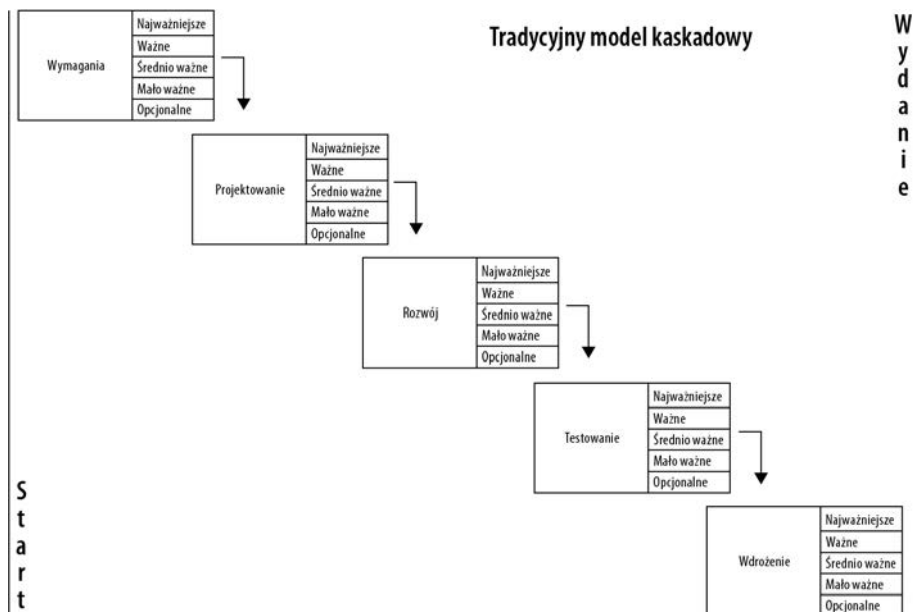 Tradycyjny model kaskadowy
Wydanie
Wymagania
Najważniejsze
Ważne
Średnio ważne
Mało ważne
Opcjonalne
Projektowanie
Najważniejsze
Ważne
Średnio ważne
Mało ważne
Opcjonalne
Rozwój
Najważniejsze
Ważne
Średnio ważne
Mało ważne
Opcjonalne
Testowanie
Najważniejsze
Ważne
Średnio ważne
Mało ważne
Opcjonalne
Start
Wdrożenie
Najważniejsze
Ważne
Średnio ważne
Mało ważne
Opcjonalne